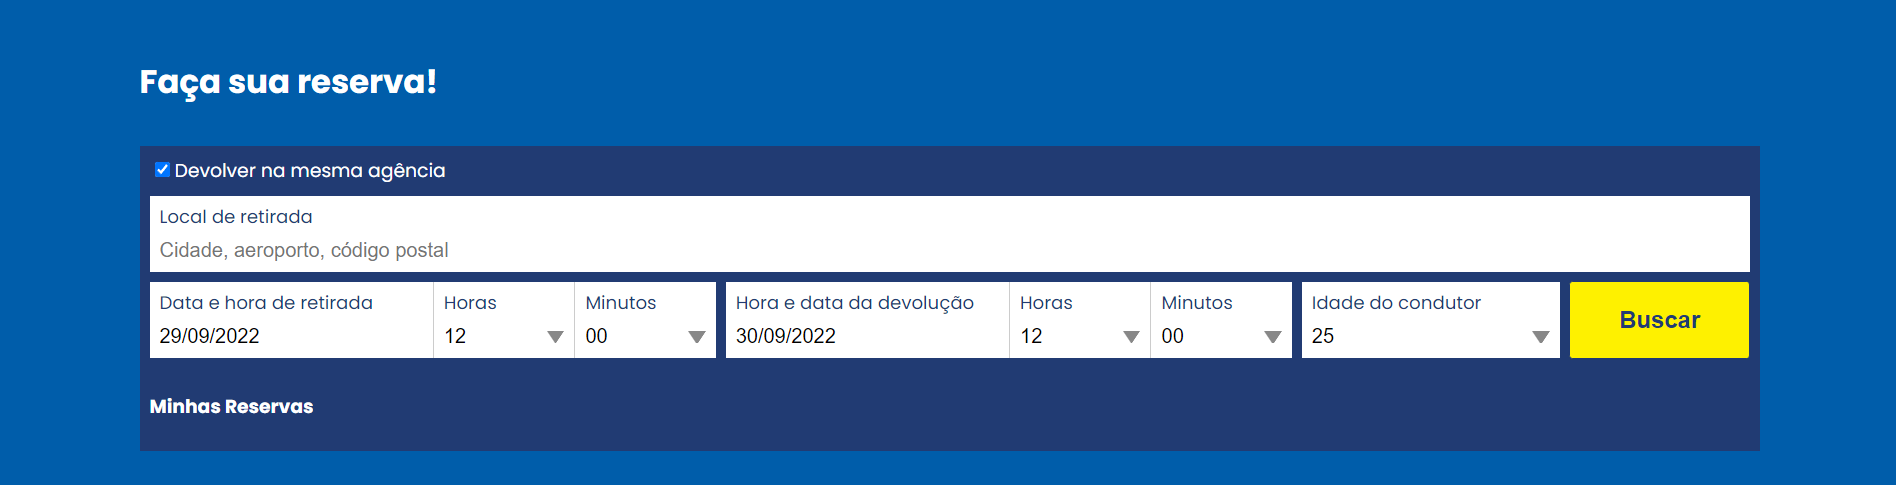 Faça sua reserva!
Devolver na mesma agência
Local de retirada
Cidade, aeroporto, código postal
Data e hora de retirada Horas Minutos Hora e data da devolução Horas Minutos Idade do condutor
29/09/2022 12 00 30/09/2022 12 00 25 Buscar
Minhas Reservas